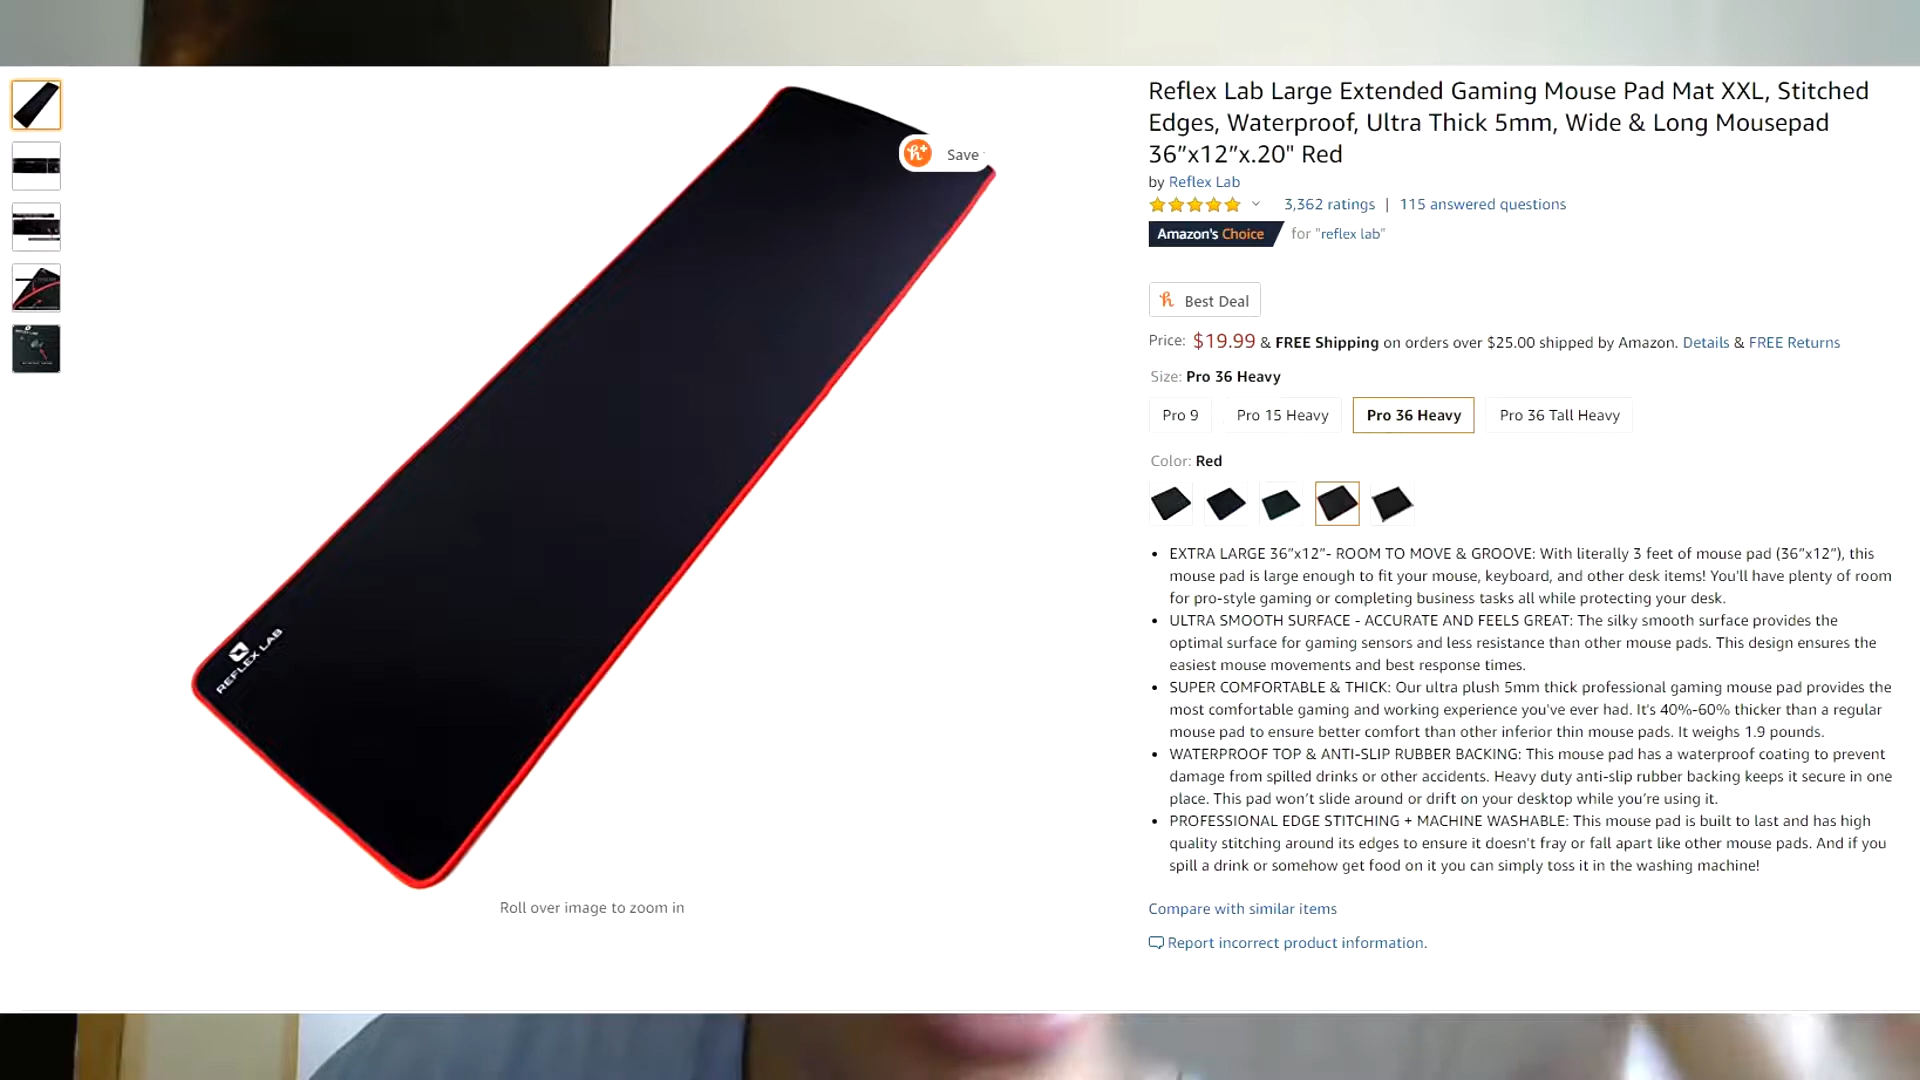 Reflex Lab Large Extended Gaming Mouse Pad Mat XXL, Stitched
Edges, Waterproof, Ultra Thick 5mm, Wide & Long Mousepad
36”x12”x.20" Red
by Reflex Lab
3,362 ratings | 115 answered questions
Amazon's Choice for "reflex lab"
Save
Best Deal
Price: $19.99 & FREE Shipping on orders over $25.00 shipped by Amazon. Details & FREE Returns
Size: Pro 36 Heavy
Pro 9 Pro 15 Heavy Pro 36 Heavy Pro 36 Tall Heavy
Color: Red
• EXTRA LARGE 36”x12”- ROOM TO MOVE & GROOVE: With literally 3 feet of mouse pad (36”x12”), this
mouse pad is large enough to fit your mouse, keyboard, and other desk items! You'll have plenty of room
for pro-style gaming or completing business tasks all while protecting your desk.
• ULTRA SMOOTH SURFACE - ACCURATE AND FEELS GREAT: The silky smooth surface provides the
optimal surface for gaming sensors and less resistance than other mouse pads. This design ensures the
easiest mouse movements and best response times.
• SUPER COMFORTABLE & THICK: Our ultra plush 5mm thick professional gaming mouse pad provides the
most comfortable gaming and working experience you've ever had. It's 40%-60% thicker than a regular
mouse pad to ensure better comfort than other inferior thin mouse pads. It weighs 1.9 pounds.
• WATERPROOF TOP & ANTI-SLIP RUBBER BACKING: This mouse pad has a waterproof coating to prevent
damage from spilled drinks or other accidents. Heavy duty anti-slip rubber backing keeps it secure in one
place. This pad won’t slide around or drift on your desktop while you’re using it.
• PROFESSIONAL EDGE STITCHING + MACHINE WASHABLE: This mouse pad is built to last and has high
quality stitching around its edges to ensure it doesn't fray or fall apart like other mouse pads. And if you
spill a drink or somehow get food on it you can simply toss it in the washing machine!
REFLEX LAB
Roll over image to zoom in
Compare with similar items
Report incorrect product information.